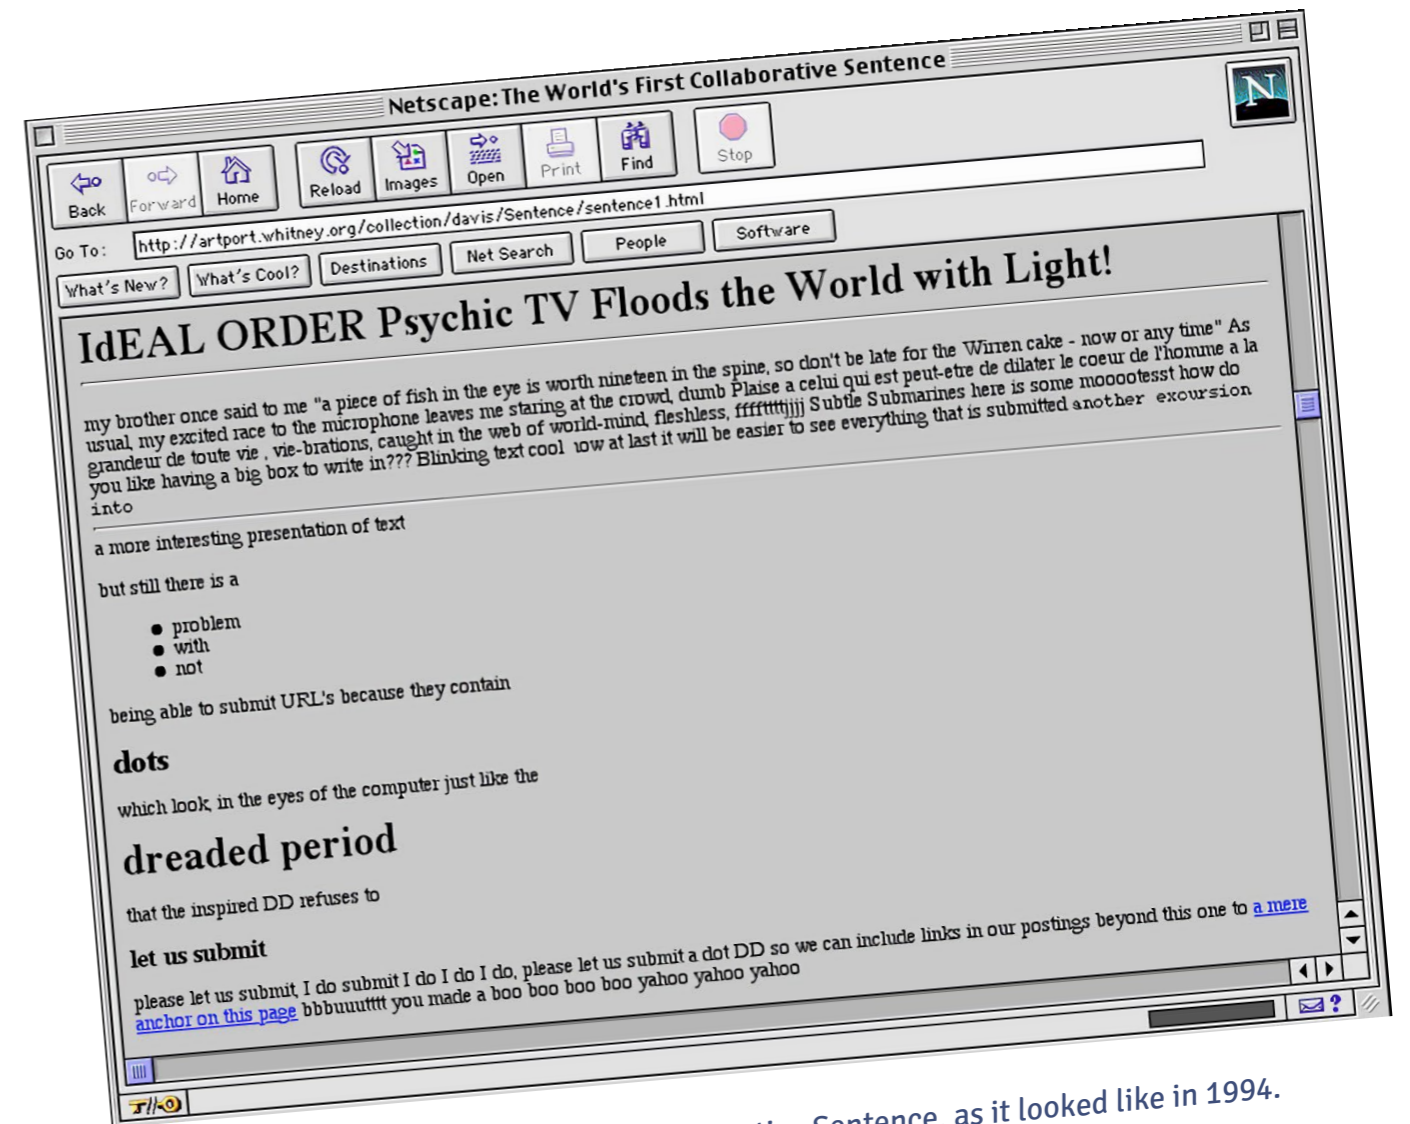 Netscape: The World's First Collaborative Sentence
N
Back Forward Home Reload Images Open Print Find Stop
Go To: http://artport.whitney.org/collection/davis/Sentence/sentence1.html
What's New? What's Cool? Destinations Net Search People Software
IdEAL ORDER Psychic TV Floods the World with Light!
my brother once said to me "a piece of fish in the eye is worth nineteen in the spine, so don't be late for the Wirren cake - now or any time" As
usual, my excited race to the microphone leaves me staring at the crowd, dumb Plaise a celui qui est peut-etre de dilater le coeur de l'homme a la
grandeur de toute vie , vie-brations, caught in the web of world-mind, fleshless, fffftttttjjjj Subtle Submarines here is some mooootesst how do
you like having a big box to write in??? Blinking text cool ıow at last it will be easier to see everything that is submitted another excursion
into
a more interesting presentation of text
but still there is a
● problem
● with
● not
being able to submit URL's because they contain
dots
which look, in the eyes of the computer just like the
dreaded period
that the inspired DD refuses to
let us submit
please let us submit, I do submit I do I do I do, please let us submit a dot DD so we can include links in our postings beyond this one to a mere
anchor on this page bbbuuutttt you made a boo boo boo boo yahoo yahoo yahoo
?
Sentence, as it looked like in 1994.